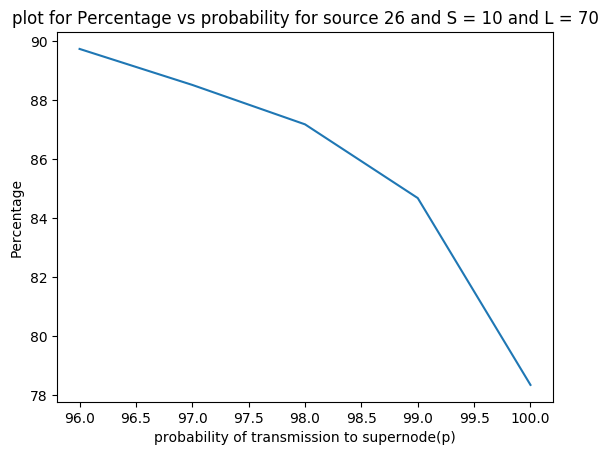 plot for Percentage vs probability for source 26 and S = 10 and L = 70
90
88
86
84
82
80
78
Percentage
96.0 96.5 97.0 97.5 98.0 98.5 99.0 99.5 100.0
probability of transmission to supernode(p)